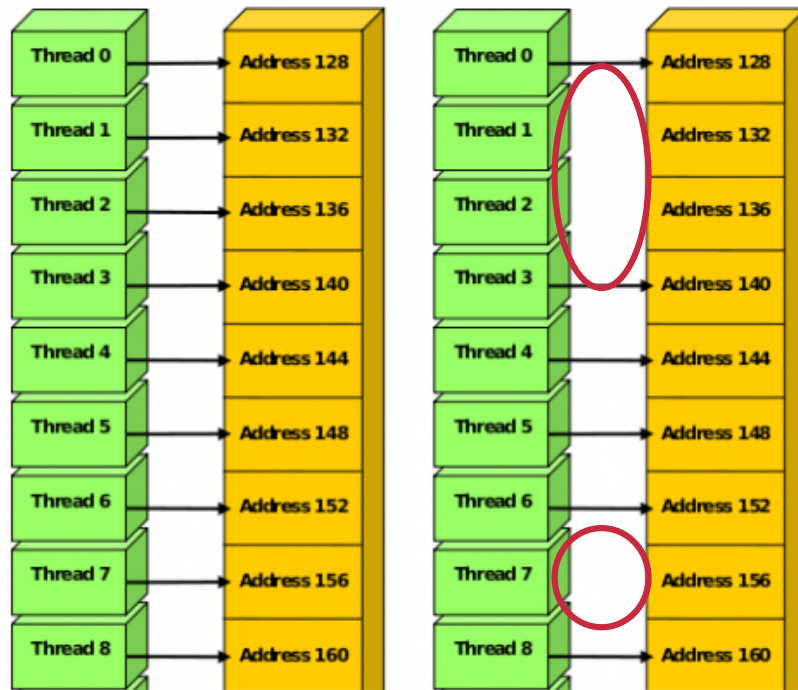 Thread 0
Address 128
Thread 1
Address 132
Thread 2
Address 136
Thread 3
Address 140
Thread 4
Address 144
Thread 5
Address 148
Thread 6
Address 152
Thread 7
Address 156
Thread 8
Address 160
Thread 0
Address 128
Thread 1
Address 132
Thread 2
Address 136
Thread 3
Address 140
Thread 4
Address 144
Thread 5
Address 148
Thread 6
Address 152
Thread 7
Address 156
Thread 8
Address 160